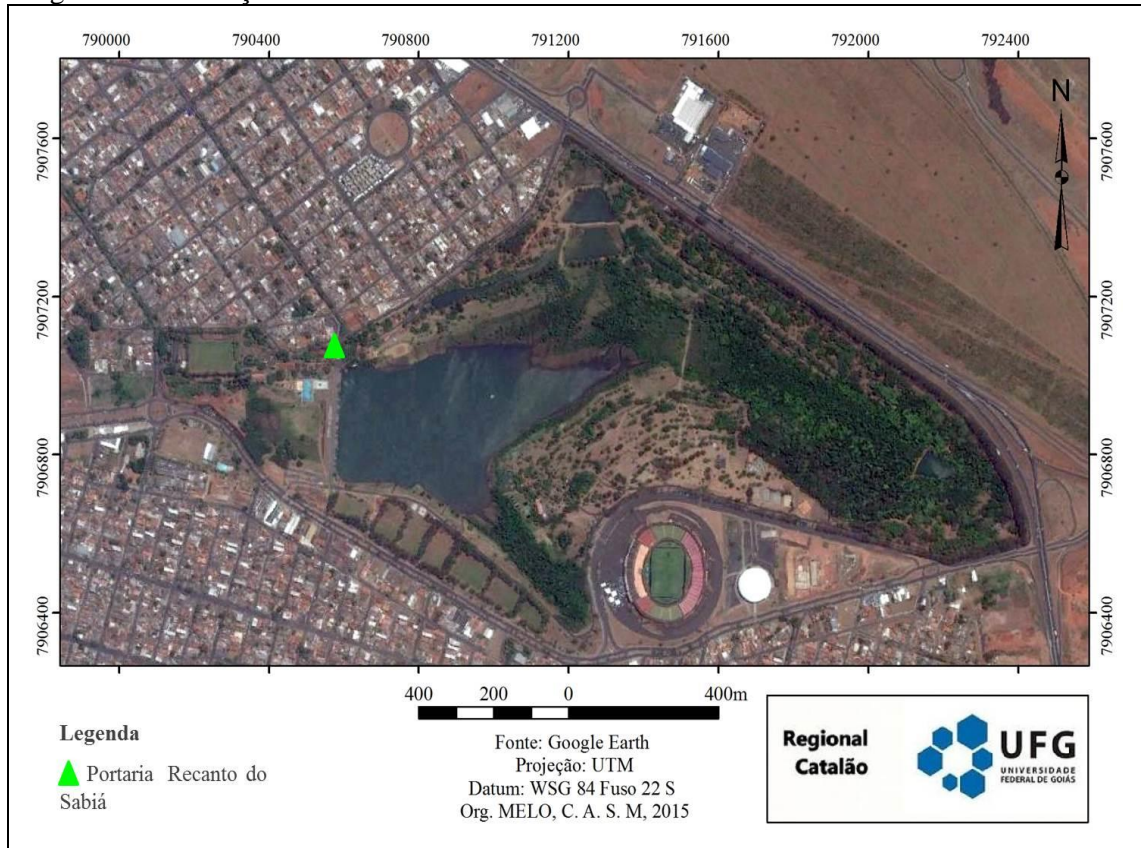 790000 790400 790800 791200 791600 792000 792400
N
7907600 7907600
7907200 7907200
7906800 7906800
7906400 7906400
400 200 0 400m
Legenda
Portaria Recanto do
Sabiá
Fonte: Google Earth
Projeção: UTM
Datum: WSG 84 Fuso 22 S
Org. MELO, C. A. S. M, 2015
Regional
Catalão
UFG
UNIVERSIDADE
FEDERAL DE GOIÁS